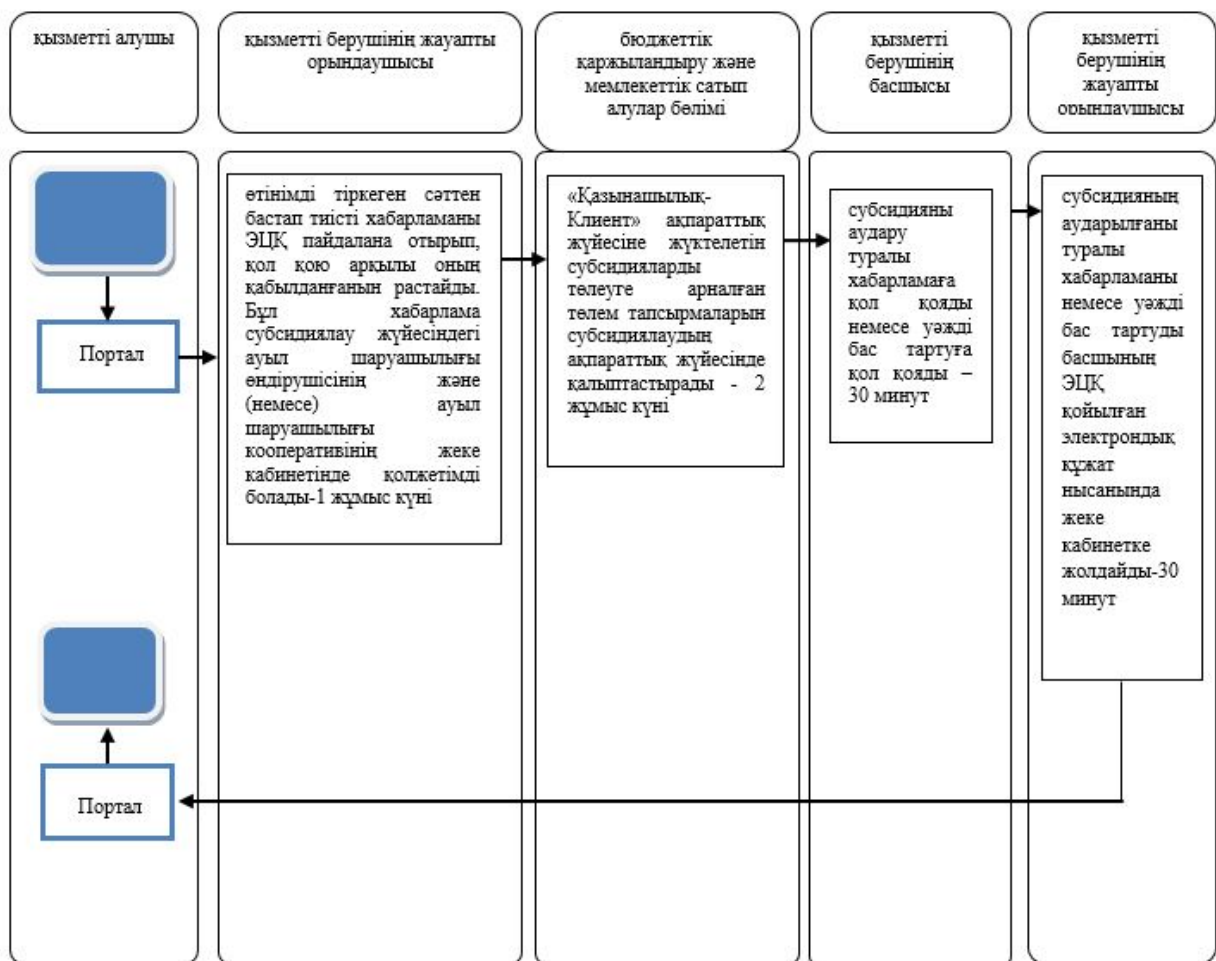 қызметті алушы
қызметті берушінің жауапты
орындаушысы
бюджеттік
қаржыландыру және
мемлекеттік сатып
алулар бөлімі
қызметті
берушінің
басшысы
қызметті
берушінің
жауапты
орындаушысы
Портал
өтінімді тіркеген сәттен
бастап тиісті хабарламаны
ЭЦҚ пайдалана отырып,
қол қою арқылы оның
қабылданғанын растайды.
Бұл хабарлама
субсидиялау жүйесіндегі
ауыл шаруашылығы
өндірушісінің және
(немесе) ауыл
шаруашылығы
кооперативінің жеке
кабинетінде қолжетімді
болады-1 жұмыс күні
«Қазынашылық-
Клиент» ақпараттық
жүйесіне жүктелетін
субсидияларды
төлеуге арналған
төлем тапсырмаларын
субсидиялаудың
ақпараттық жүйесінде
қалыптастырады - 2
жұмыс күні
субсидияны
аудару
туралы
хабарламаға
қол қояды
немесе уәжді
бас тартуға
қол қояды –
30 минут
субсидияның
аударылғаны
туралы
хабарламаны
немесе уәжді
бас тартуды
басшының
ЭЦҚ
қойылған
электрондық
құжат
нысанында
жеке
кабинетке
жолдайды-30
минут
Портал